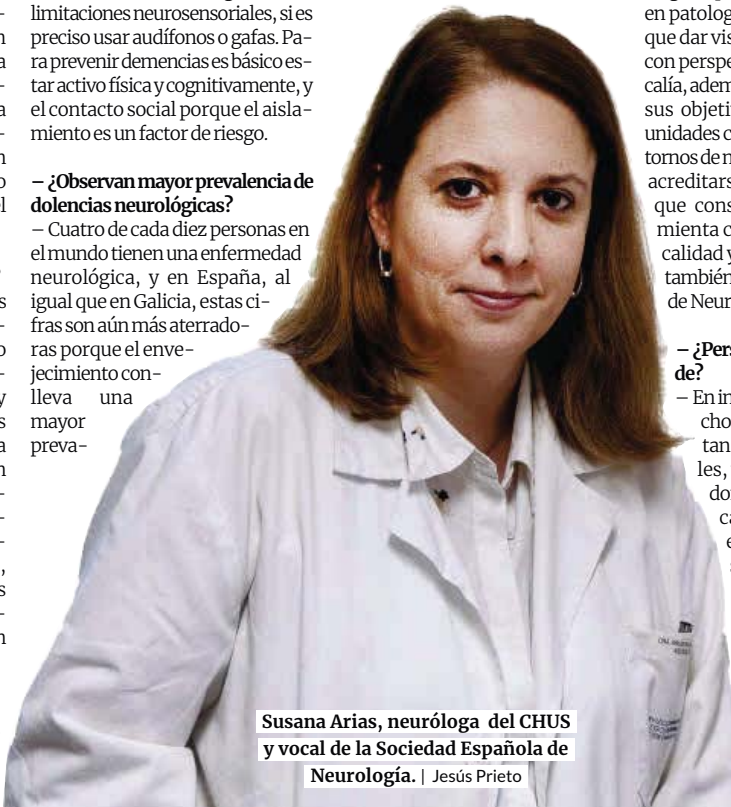 limitaciones neurosensoriales, si es
preciso usar audífonos o gafas. Pa-
ra prevenir demencias es básico es-
tar activo física y cognitivamente, y
el contacto social porque el aisla-
miento es un factor de riesgo.
– ¿Observan mayor prevalencia de
dolencias neurológicas?
– Cuatro de cada diez personas en
el mundo tienen una enfermedad
neurológica, y en España, al
igual que en Galicia, estas ci-
fras son aún más aterrado-
ras porque el enve-
jecimiento con-
lleva una
mayor
preva-
en patolog
que dar vis
con perspe
calía, adem
sus objeti
unidades c
tornos de n
acreditars
que cons
mienta c
calidad y
también
de Neur
– ¿Pers
de?
– En in
cho
tan
les,
do
ca
e
Susana Arias, neuróloga del CHUS
y vocal de la Sociedad Española de
Neurología. | Jesús Prieto